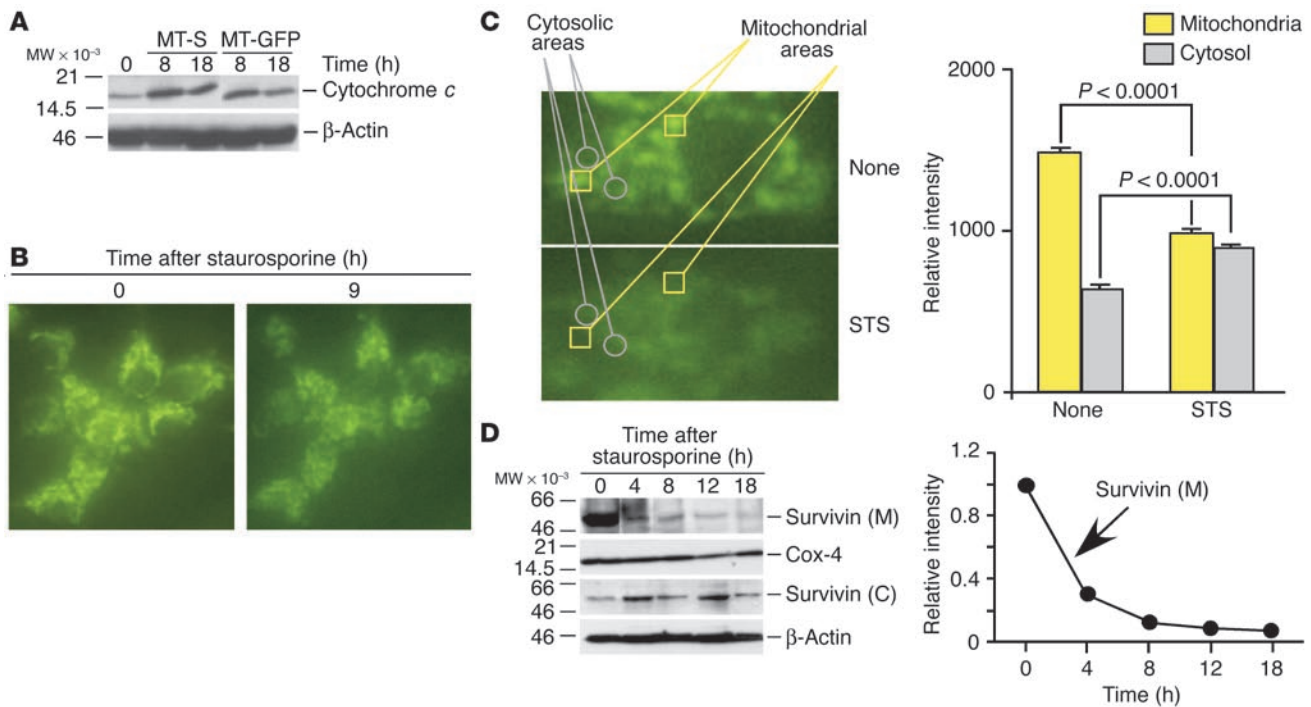 A
MT-S MT-GFP
MW × 10⁻³
0 8 18 8 18 Time (h)
21
14.5
Cytochrome c
46
β-Actin
B
Time after staurosporine (h)
0 9
C
Cytosolic
areas
Mitochondrial
areas
None
STS
Mitochondria
Cytosol
2000
1000
0
Relative intensity
P < 0.0001
P < 0.0001
None STS
D
Time after
staurosporine (h)
MW × 10⁻³
0 4 8 12 18
66
46
Survivin (M)
21
14.5
Cox-4
66
46
Survivin (C)
46
β-Actin
1.2
0.8
0.4
0
Relative intensity
Survivin (M)
0 4 8 12 18
Time (h)